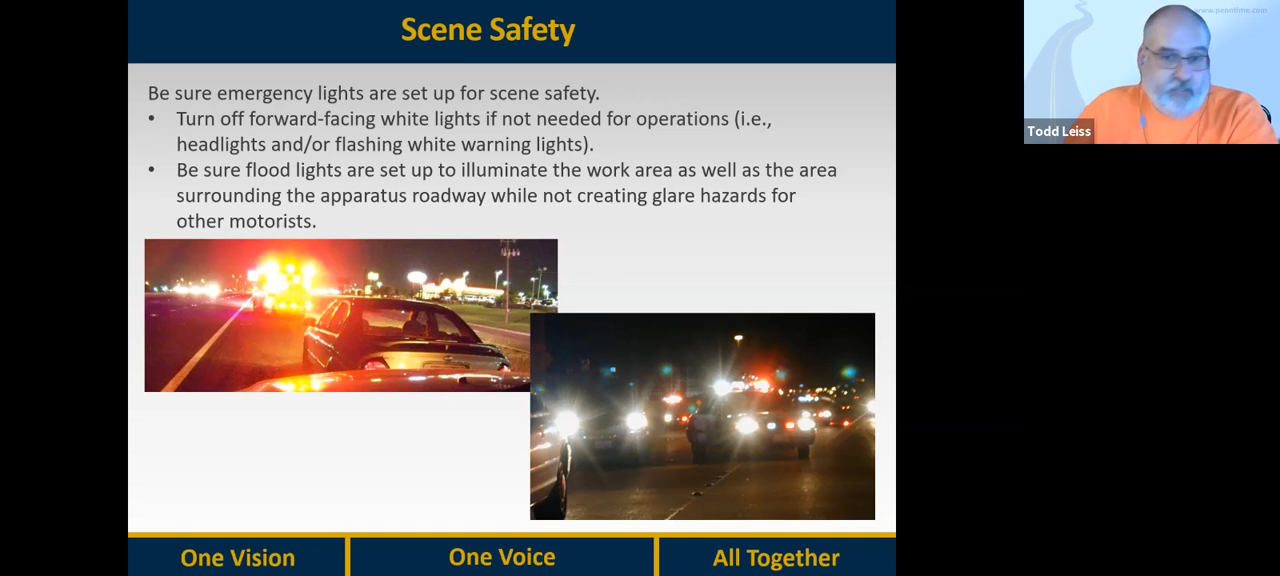 Scene Safety
www.penntime.com
Be sure emergency lights are set up for scene safety.
• Turn off forward-facing white lights if not needed for operations (i.e.,
headlights and/or flashing white warning lights).
• Be sure flood lights are set up to illuminate the work area as well as the area
surrounding the apparatus roadway while not creating glare hazards for
other motorists.
Todd Leiss
One Vision
One Voice
All Together